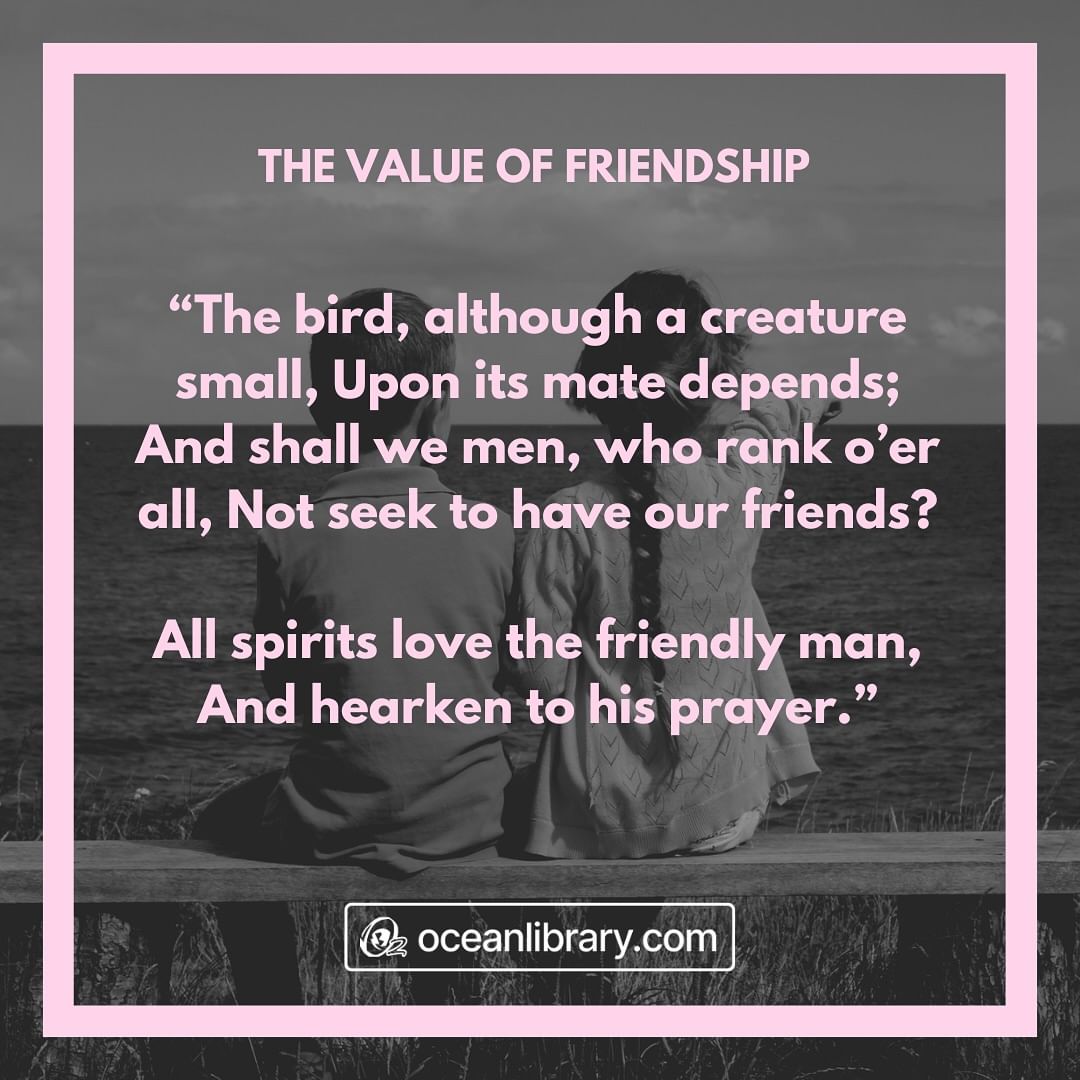 THE VALUE OF FRIENDSHIP
“The bird, although a creature
small, Upon its mate depends;
And shall we men, who rank o’er
all, Not seek to have our friends?
All spirits love the friendly man,
And hearken to his prayer.”
oceanlibrary.com